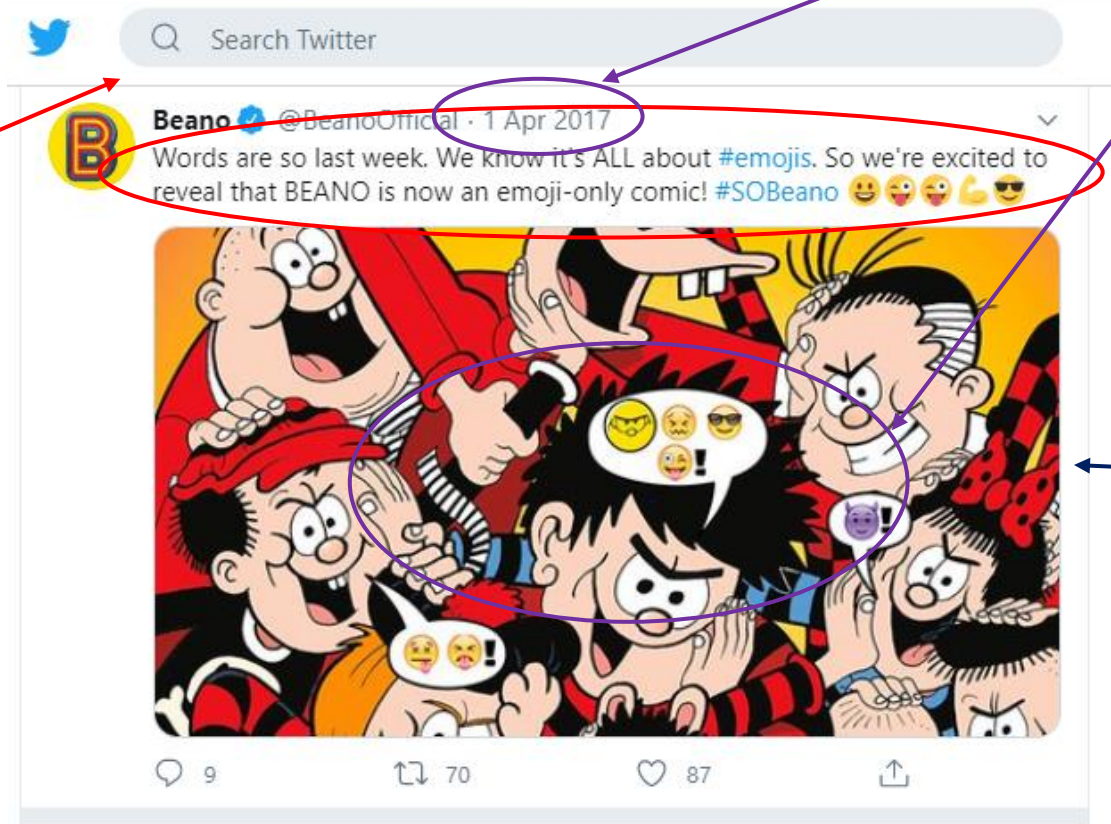 Search Twitter
B
Beano @BeanoOfficial · 1 Apr 2017
Words are so last week. We know it's ALL about #emojis. So we're excited to
reveal that BEANO is now an emoji-only comic! #SOBeano 😀😜😜💪😎
!
!
!
9 70 87